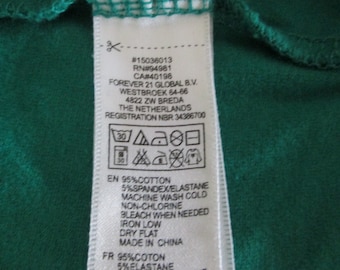 #15036013
RN#94981
CA#40198
FOREVER 21 GLOBAL B.V.
WESTBROEK 64-66
4822 ZW BREDA
THE NETHERLANDS
REGISTRATION NBR 34386700
30
30
EN 95%COTTON
5%SPANDEX/ELASTANE
MACHINE WASH COLD
NON-CHLORINE
BLEACH WHEN NEEDED
IRON LOW
DRY FLAT
MADE IN CHINA
FR 95%COTON
5%ELASTANE